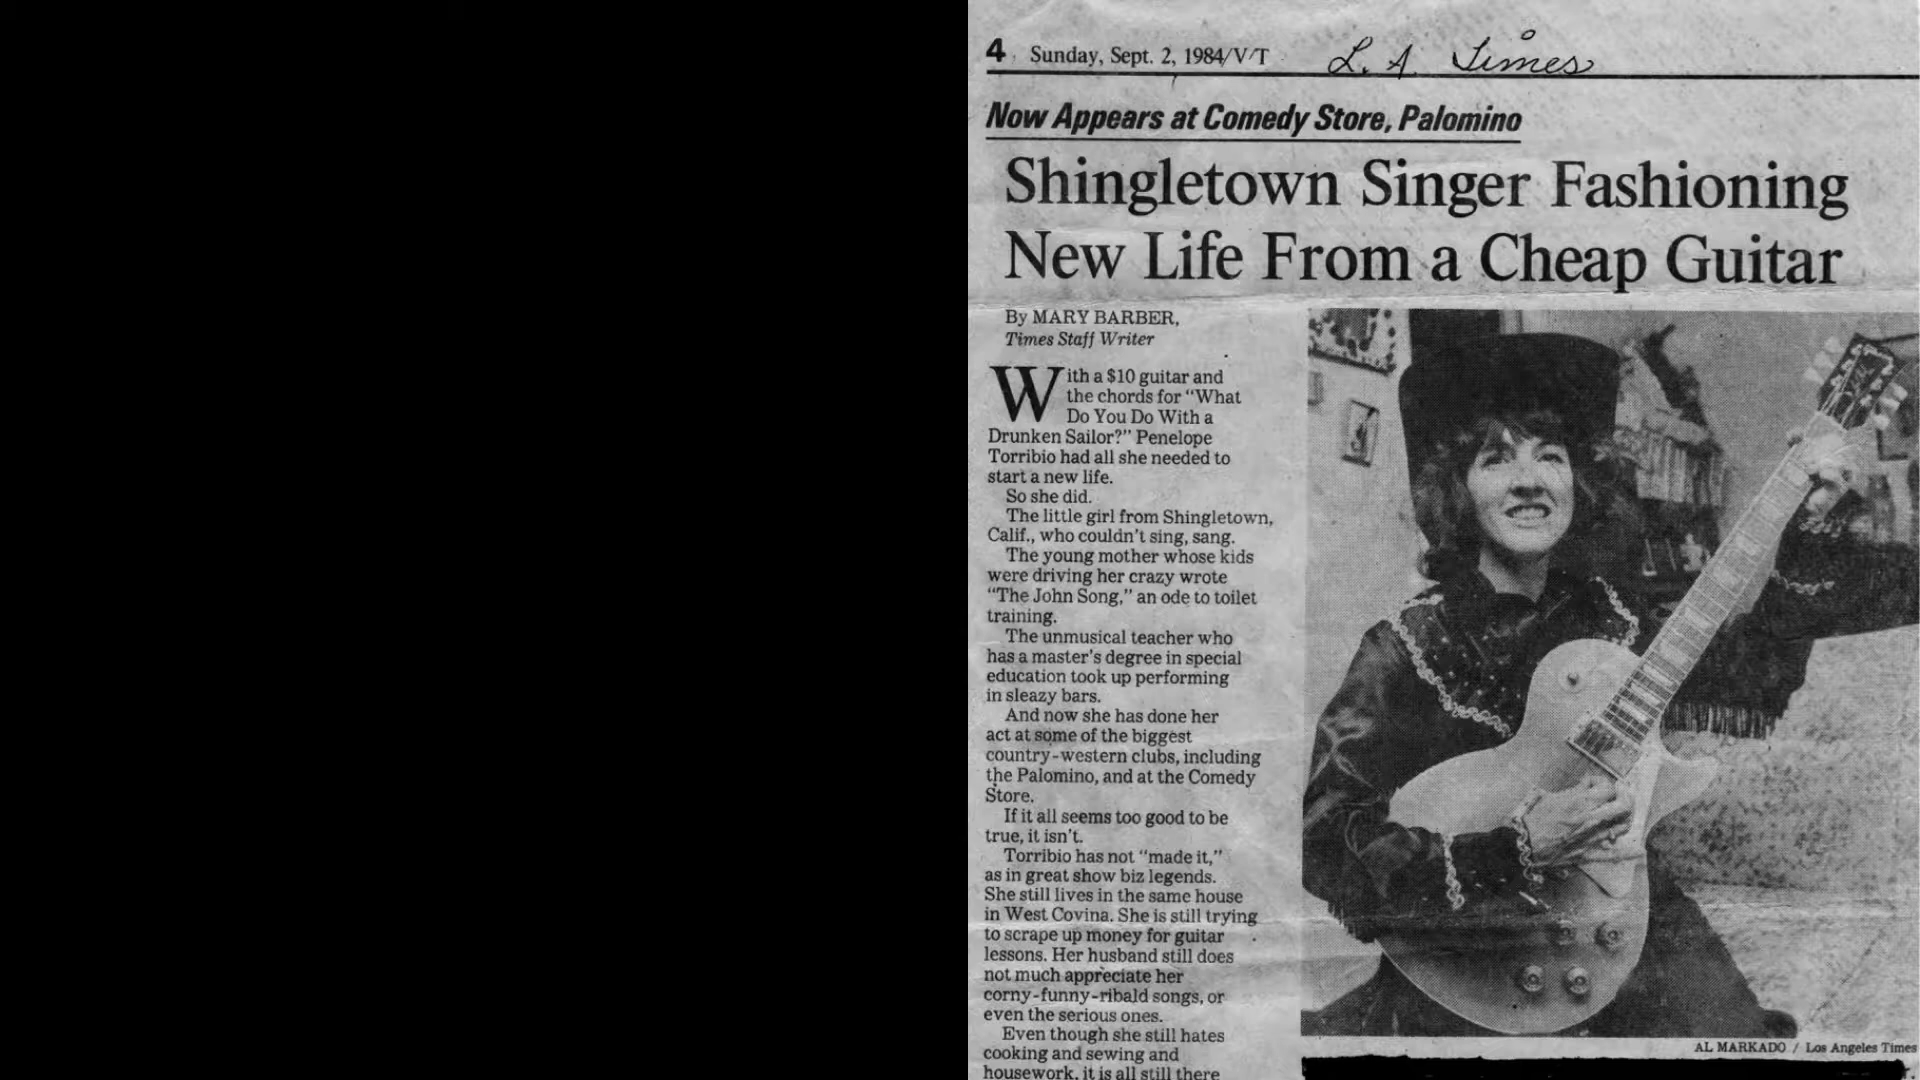 4 Sunday, Sept. 2, 1984/V/T L.A. Times
Now Appears at Comedy Store, Palomino
Shingletown Singer Fashioning
New Life From a Cheap Guitar
By MARY BARBER,
Times Staff Writer
With a $10 guitar and
the chords for "What
Do You Do With a
Drunken Sailor?" Penelope
Torribio had all she needed to
start a new life.
So she did.
The little girl from Shingletown,
Calif., who couldn't sing, sang.
The young mother whose kids
were driving her crazy wrote
"The John Song," an ode to toilet
training.
The unmusical teacher who
has a master's degree in special
education took up performing
in sleazy bars.
And now she has done her
act at some of the biggest
country-western clubs, including
the Palomino, and at the Comedy
Store.
If it all seems too good to be
true, it isn't.
Torribio has not "made it,"
as in great show biz legends.
She still lives in the same house
in West Covina. She is still trying
to scrape up money for guitar
lessons. Her husband still does
not much appreciate her
corny-funny-ribald songs, or
even the serious ones.
Even though she still hates
cooking and sewing and
housework, it is all still there
AL MARKADO / Los Angeles Times